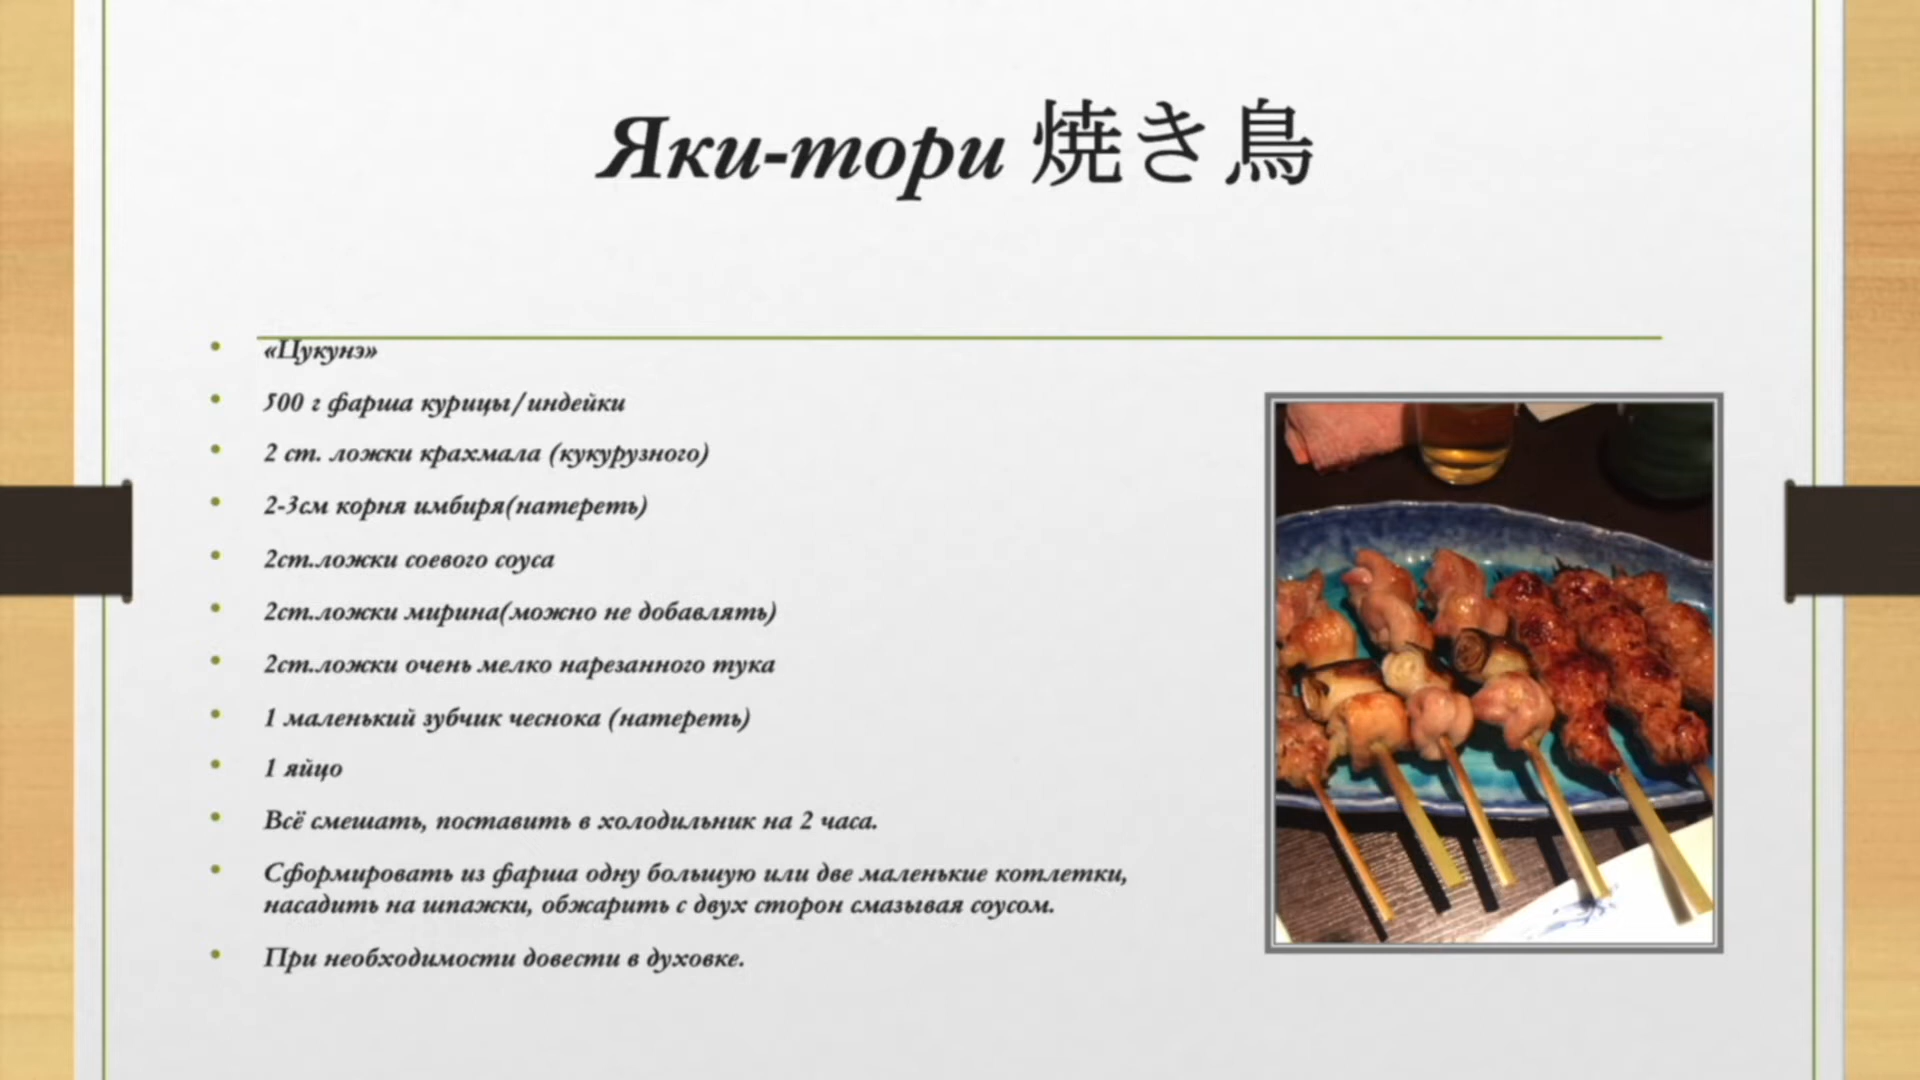 Яки-тори 焼き鳥
«Цукунэ»
500 г фарша курицы/индейки
2 ст. ложки крахмала (кукурузного)
2-3см корня имбиря(натереть)
2ст.ложки соевого соуса
2ст.ложки мирина(можно не добавлять)
2ст.ложки очень мелко нарезанного тука
1 маленький зубчик чеснока (натереть)
1 яйцо
Всё смешать, поставить в холодильник на 2 часа.
Сформировать из фарша одну большую или две маленькие котлетки,
насадить на шпажки, обжарить с двух сторон смазывая соусом.
При необходимости довести в духовке.